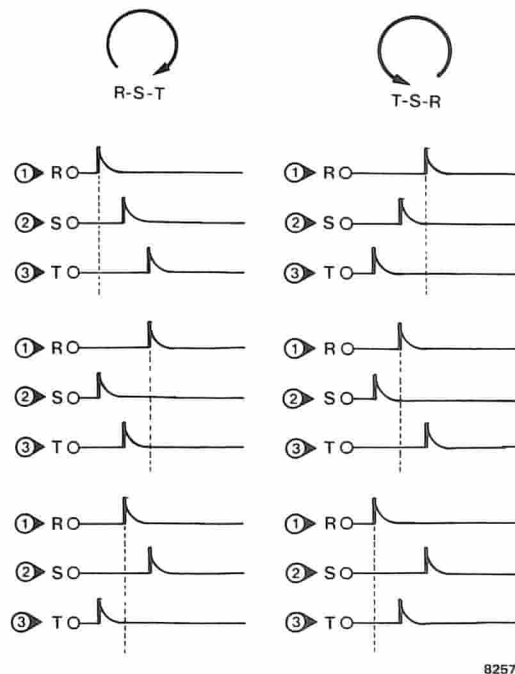 R-S-T
T-S-R
① R
② S
③ T
① R
② S
③ T
① R
② S
③ T
① R
② S
③ T
① R
② S
③ T
① R
② S
③ T
8257